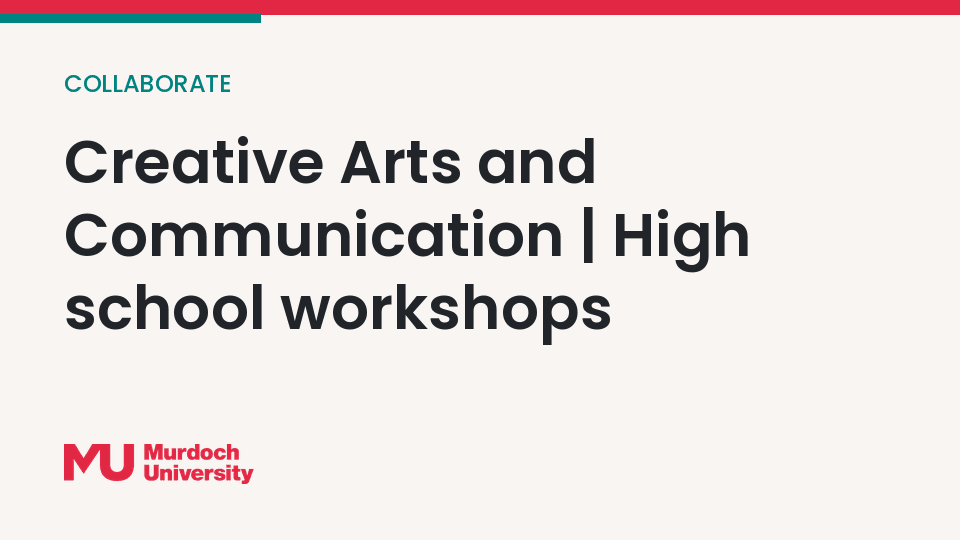 COLLABORATE
Creative Arts and
Communication | High
school workshops
MU Murdoch
University